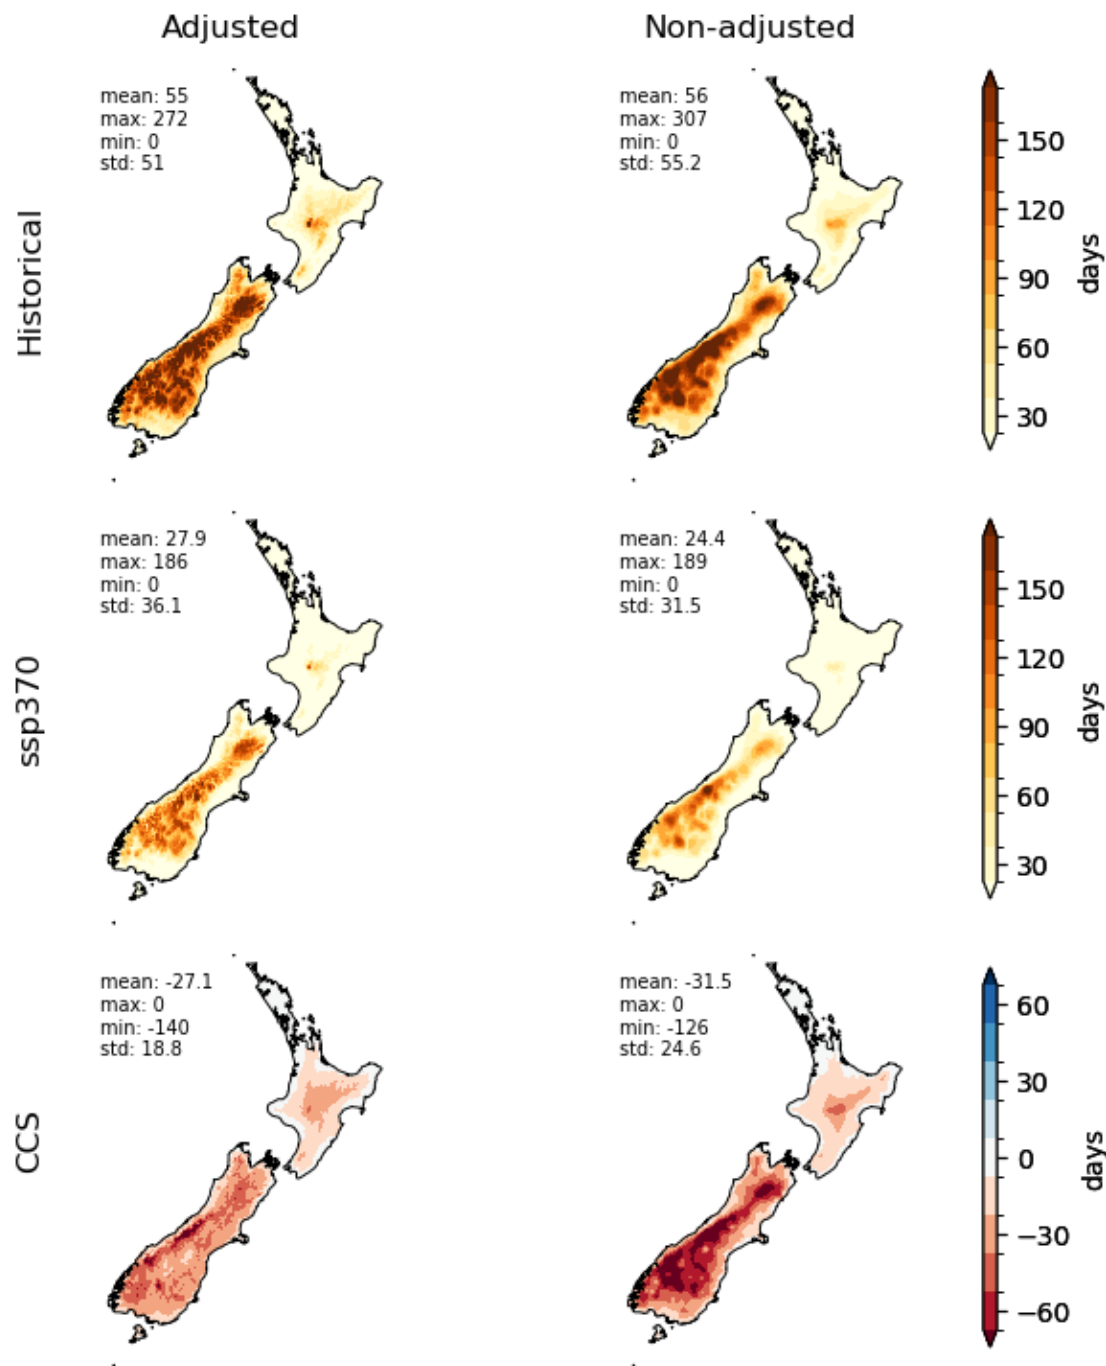 Adjusted
Non-adjusted
Historical
mean: 55
max: 272
min: 0
std: 51
mean: 56
max: 307
min: 0
std: 55.2
150
120
90
60
30
days
ssp370
mean: 27.9
max: 186
min: 0
std: 36.1
mean: 24.4
max: 189
min: 0
std: 31.5
150
120
90
60
30
days
CCS
mean: -27.1
max: 0
min: -140
std: 18.8
mean: -31.5
max: 0
min: -126
std: 24.6
60
30
0
−30
−60
days